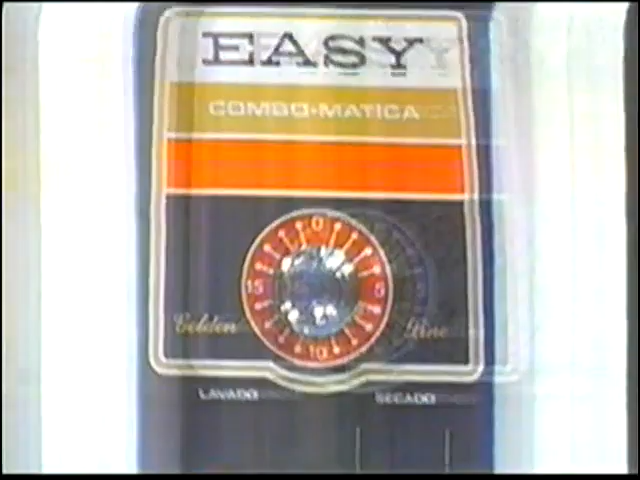 EASY
COMBO-MATICA
0
15 5
Golden Line
10
LAVADO SECADO